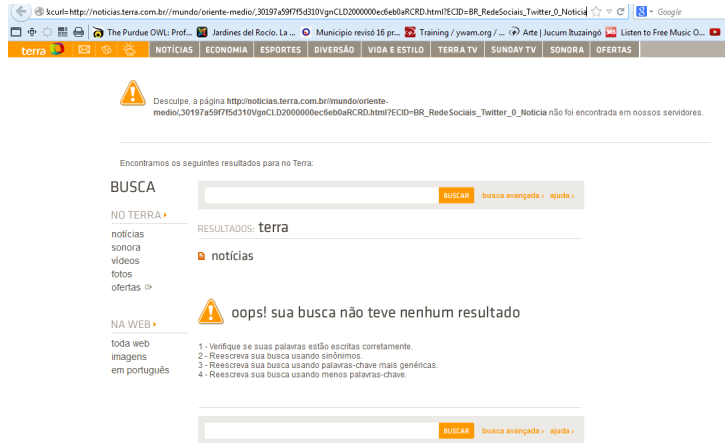 xcurl=http://noticias.terra.com.br//mundo/oriente-medio/,30197a59f7f5d310VgnCLD2000000ec6eb0aRCRD.html?ECID=BR_RedeSociais_Twitter_0_Noticia Google
The Purdue OWL: Prof... Jardines del Rocío. La ... Municipio revisó 16 pr... Training / ywam.org / ... Arte | Jucum Ituzaingó 365 Listen to Free Music O...
terra NOTÍCIAS ECONOMIA ESPORTES DIVERSÃO VIDA E ESTILO TERRA TV SUNDAY TV SONORA OFERTAS
Desculpe, a página http://noticias.terra.com.br//mundo/oriente-
medio/,30197a59f7f5d310VgnCLD2000000ec6eb0aRCRD.html?ECID=BR_RedeSociais_Twitter_0_Noticia não foi encontrada em nossos servidores.
Encontramos os seguintes resultados para no Terra:
BUSCA
BUSCAR busca avançada › ajuda ›
NO TERRA
notícias
sonora
vídeos
fotos
ofertas
RESULTADOS: terra
notícias
oops! sua busca não teve nenhum resultado
NA WEB
toda web
imagens
em português
1 - Verifique se suas palavras estão escritas corretamente.
2 - Reescreva sua busca usando sinônimos.
3 - Reescreva sua busca usando palavras-chave mais genéricas.
4 - Reescreva sua busca usando menos palavras-chave.
BUSCAR busca avançada › ajuda ›